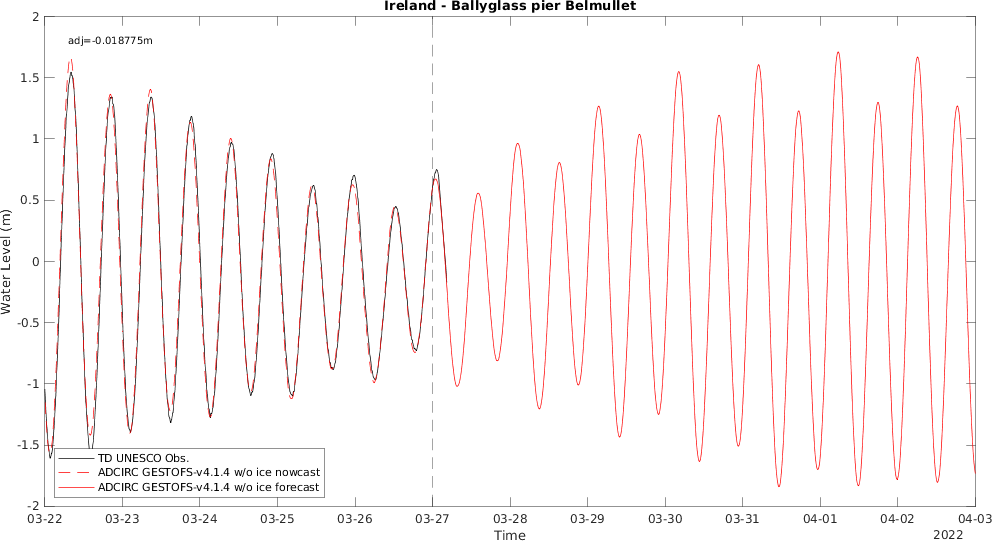 Ireland - Ballyglass pier Belmullet
adj=-0.018775m
2
1.5
1
0.5
0
-0.5
-1
-1.5
-2
Water Level (m)
TD UNESCO Obs.
ADCIRC GESTOFS-v4.1.4 w/o ice nowcast
ADCIRC GESTOFS-v4.1.4 w/o ice forecast
03-22 03-23 03-24 03-25 03-26 03-27 03-28 03-29 03-30 03-31 04-01 04-02 04-03
Time
2022